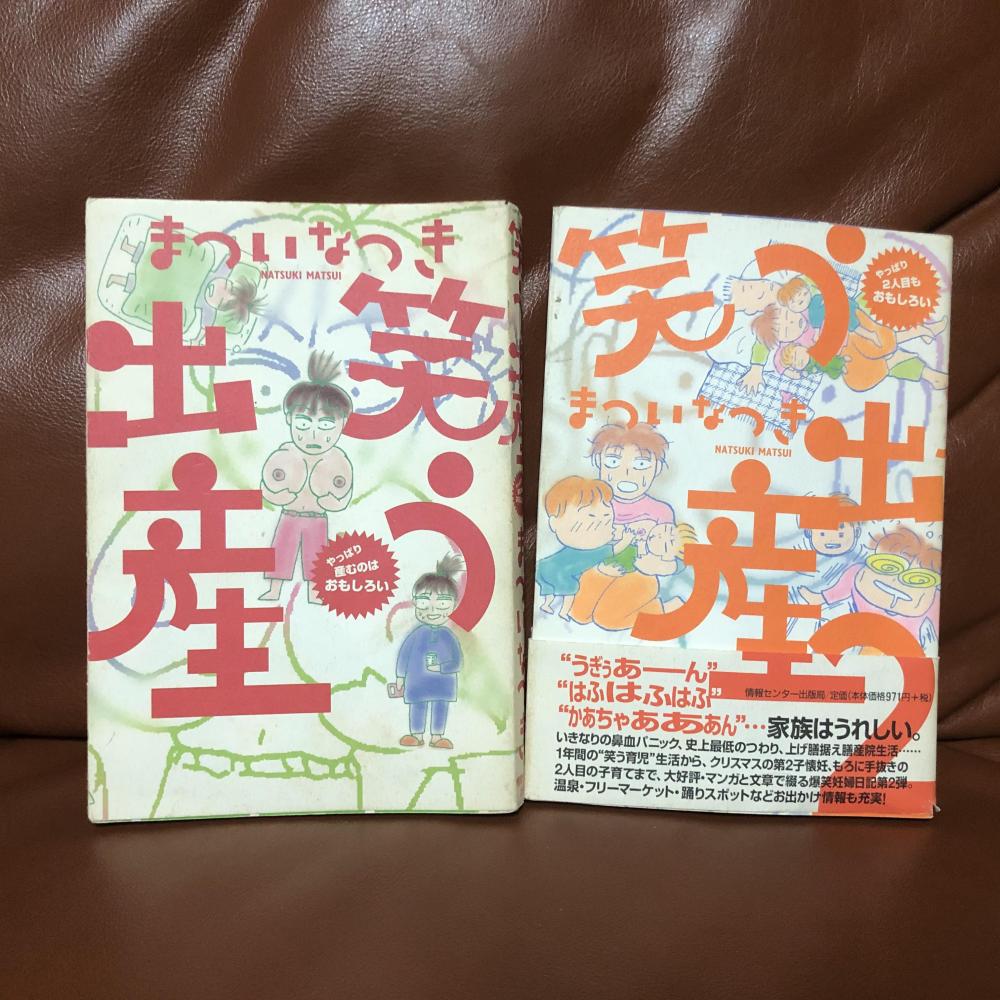 まついなつき
NATSUKI MATSUI
笑う
出産
やっぱり
産むのは
おもしろい
笑う
やっぱり
2人目も
おもしろい
まついなつき
NATSUKI MATSUI
出産2
“うぎぅあーーん”
“はふはふはふ”
“かあちゃぁああぁん”…家族はうれしい。
情報センター出版局/定価(本体価格971円+税)
いきなりの鼻血パニック、史上最低のつわり、上げ膳据え膳産院生活……
1年間の“笑う育児”生活から、クリスマスの第2子懐妊、もろに手抜きの
2人目の子育てまで、大好評・マンガと文章で綴る爆笑妊婦日記第2弾。
温泉・フリーマーケット・踊りスポットなどお出かけ情報も充実!